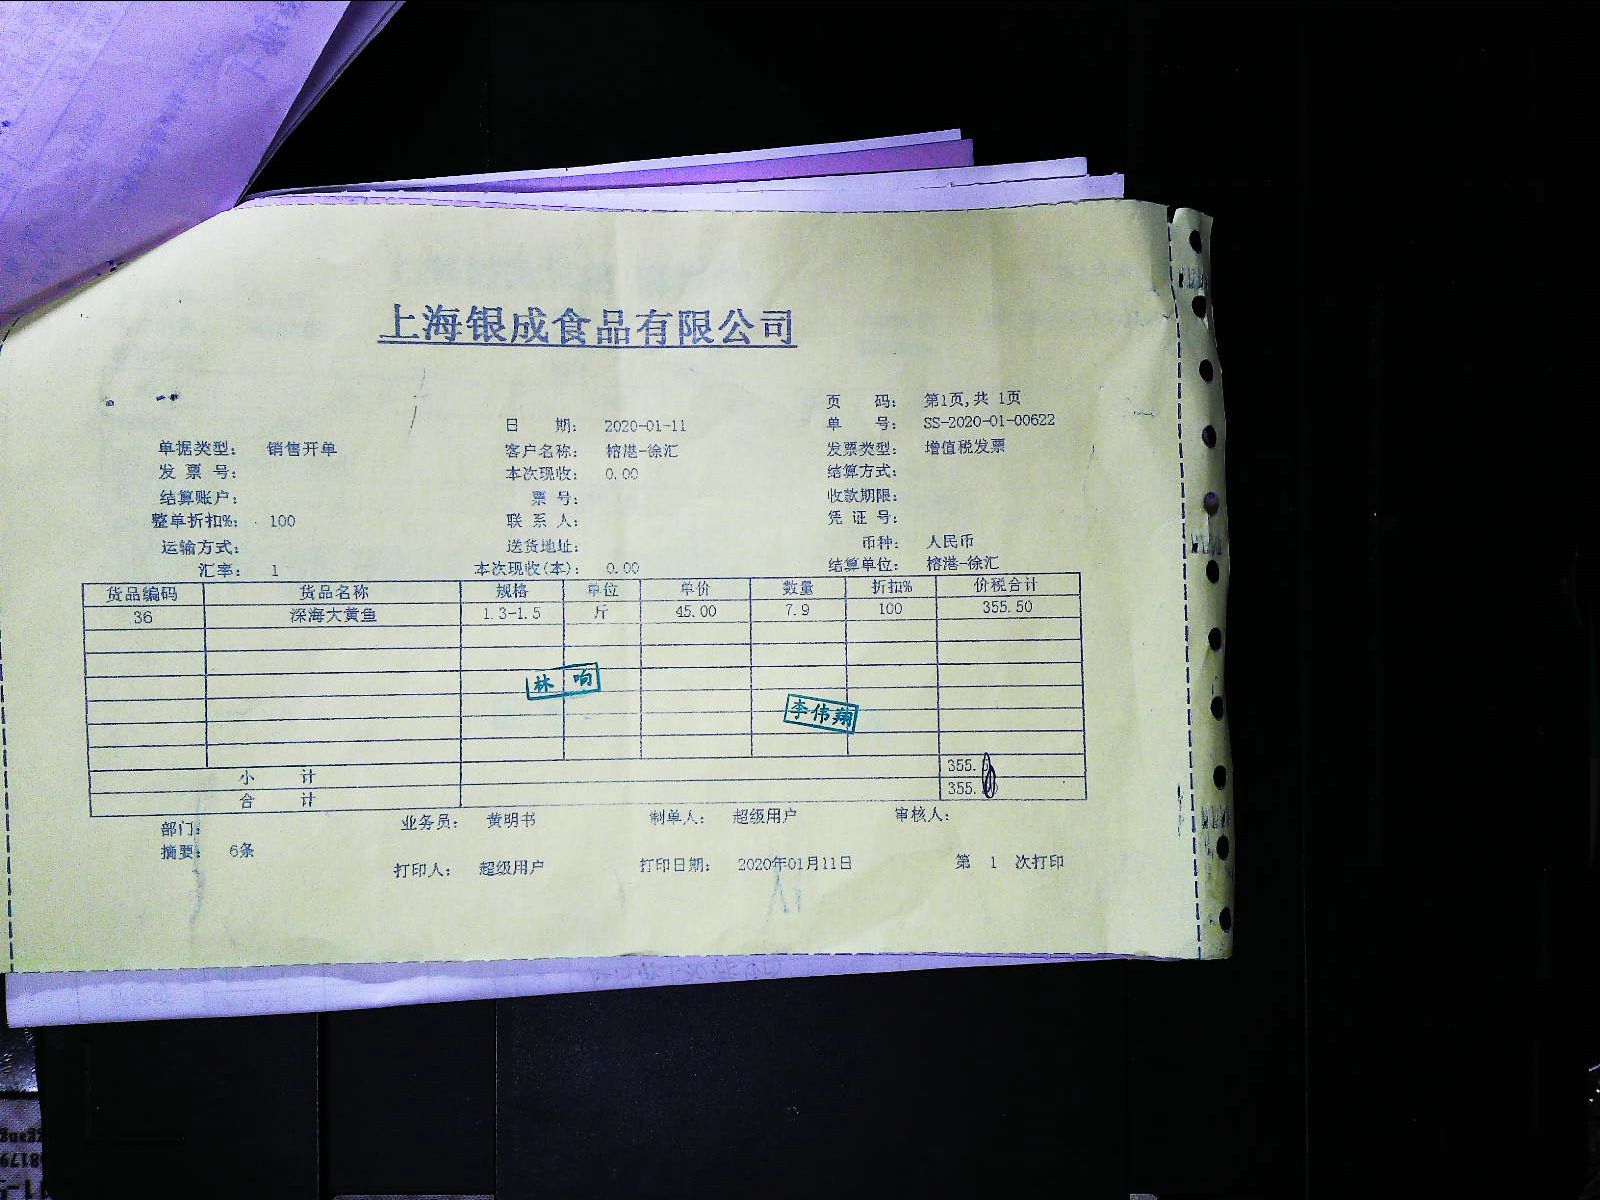 上海银成食品有限公司
页 码: 第1页,共 1页
日 期: 2020-01-11 单 号: SS-2020-01-00622
单据类型: 销售开单 客户名称: 榕港-徐汇 发票类型: 增值税发票
发 票 号: 本次现收: 0.00 结算方式:
结算账户: 票 号: 收款期限:
整单折扣%: 100 联 系 人: 凭 证 号:
运输方式: 送货地址: 币种: 人民币
汇率: 1 本次现收(本): 0.00 结算单位: 榕港-徐汇
货品编码 货品名称 规格 单位 单价 数量 折扣% 价税合计
36 深海大黄鱼 1.3-1.5 斤 45.00 7.9 100 355.50
林 响
李伟翔
小 计 355.
合 计 355.
部门: 业务员: 黄明书 制单人: 超级用户 审核人:
摘要: 6条
打印人: 超级用户 打印日期: 2020年01月11日 第 1 次打印